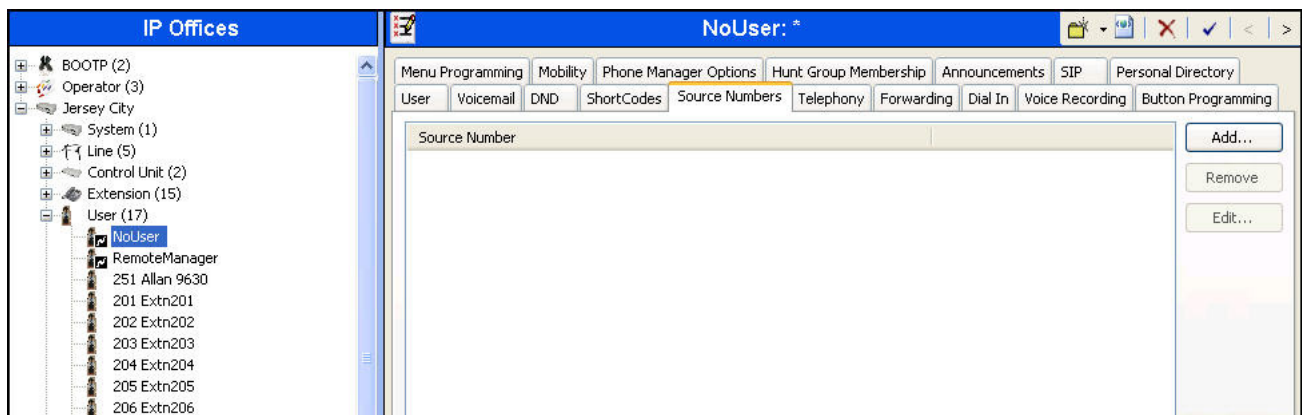 IP Offices
BOOTP (2)
Operator (3)
Jersey City
System (1)
Line (5)
Control Unit (2)
Extension (15)
User (17)
NoUser
RemoteManager
251 Allan 9630
201 Extn201
202 Extn202
203 Extn203
204 Extn204
205 Extn205
206 Extn206
NoUser: *
Menu Programming Mobility Phone Manager Options Hunt Group Membership Announcements SIP Personal Directory
User Voicemail DND ShortCodes Source Numbers Telephony Forwarding Dial In Voice Recording Button Programming
Source Number
Add...
Remove
Edit...